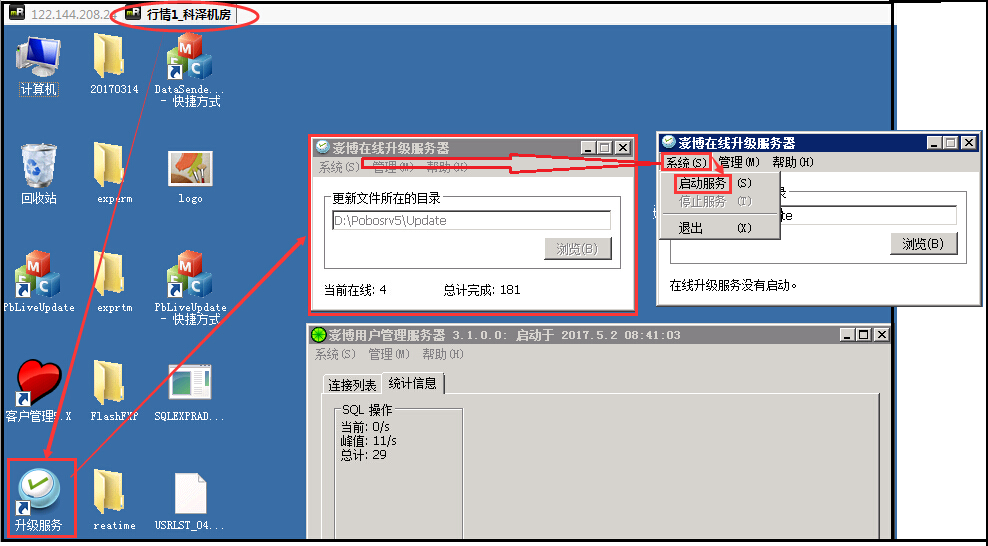 122.144.208.2
行情1_科泽机房
计算机
20170314
DataSende...
- 快捷方式
回收站
experm
logo
PbLiveUpdate
exprtm
PbLiveUpdate
- 快捷方式
客户管理5.X
FlashFXP
SQLEXPRAD...
升级服务
reatime
USRLST_04...
澎博在线升级服务器
系统(S) 管理(M) 帮助(H)
更新文件所在的目录
D:\Pobosrv5\Update
浏览(B)
当前在线: 4 总计完成: 181
澎博在线升级服务器
系统(S) 管理(M) 帮助(H)
启动服务 (S)
停止服务 (T)
退出 (X)
录
te
浏览(B)
在线升级服务没有启动。
澎博用户管理服务器 3.1.0.0: 启动于 2017.5.2 08:41:03
系统(S) 管理(M) 帮助(H)
连接列表 统计信息
SQL 操作
当前: 0/s
峰值: 11/s
总计: 29